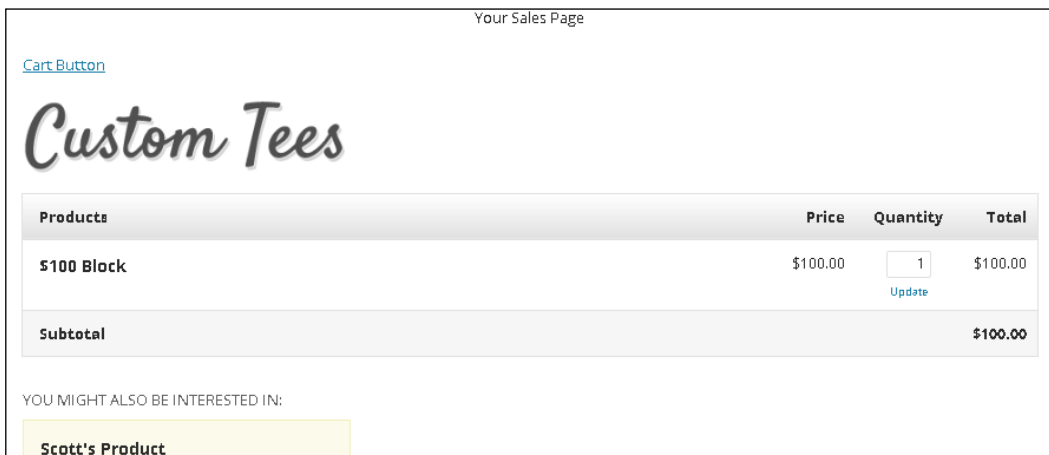 Your Sales Page
Cart Button
Custom Tees
Products Price Quantity Total
$100 Block $100.00 1 $100.00
Update
Subtotal $100.00
YOU MIGHT ALSO BE INTERESTED IN:
Scott's Product